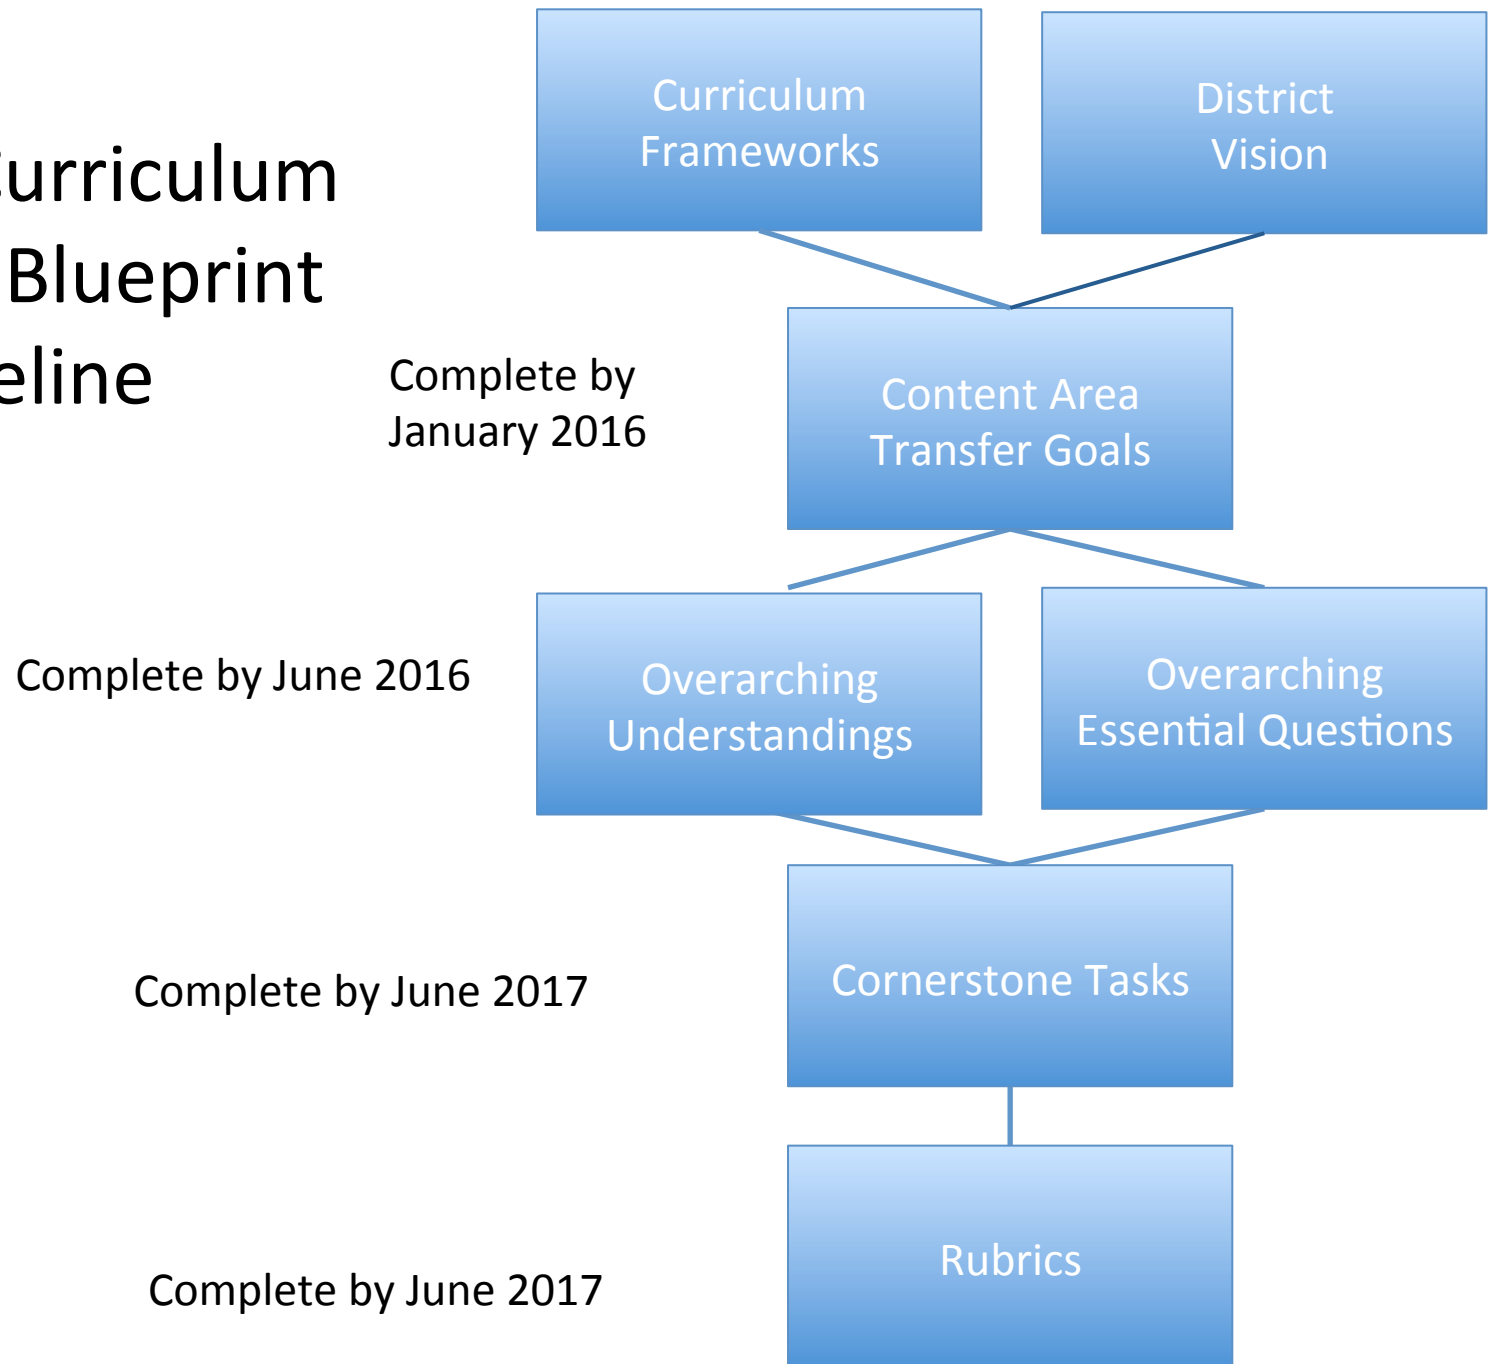 Curriculum
Frameworks
District
Vision
urriculum
Blueprint
eline
Complete by
January 2016
Content Area
Transfer Goals
Complete by June 2016
Overarching
Understandings
Overarching
Essential Questions
Complete by June 2017
Cornerstone Tasks
Complete by June 2017
Rubrics